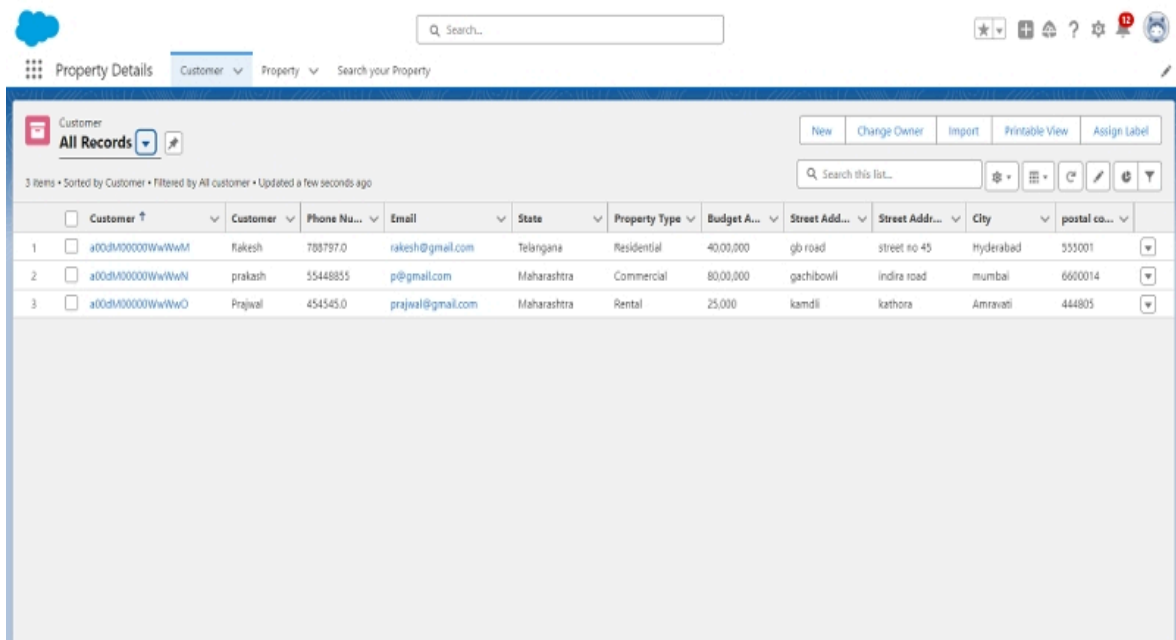 Search...
12
Property Details Customer Property Search your Property
Customer
All Records
New Change Owner Import Printable View Assign Label
3 items • Sorted by Customer • Filtered by All customer • Updated a few seconds ago
Search this list...
Customer ↑ Customer Phone Nu... Email State Property Type Budget A... Street Add... Street Addr... City postal co...
1 a00dM00000WwWwM Rakesh 788797.0 rakesh@gmail.com Telangana Residential 40,00,000 gb road street no 45 Hyderabad 555001
2 a00dM00000WwWwN prakash 55448855 p@gmail.com Maharashtra Commercial 80,00,000 gachibowli indira road mumbai 6600014
3 a00dM00000WwWwO Prajwal 454545.0 prajwal@gmail.com Maharashtra Rental 25,000 kamdli kathora Amravati 444805